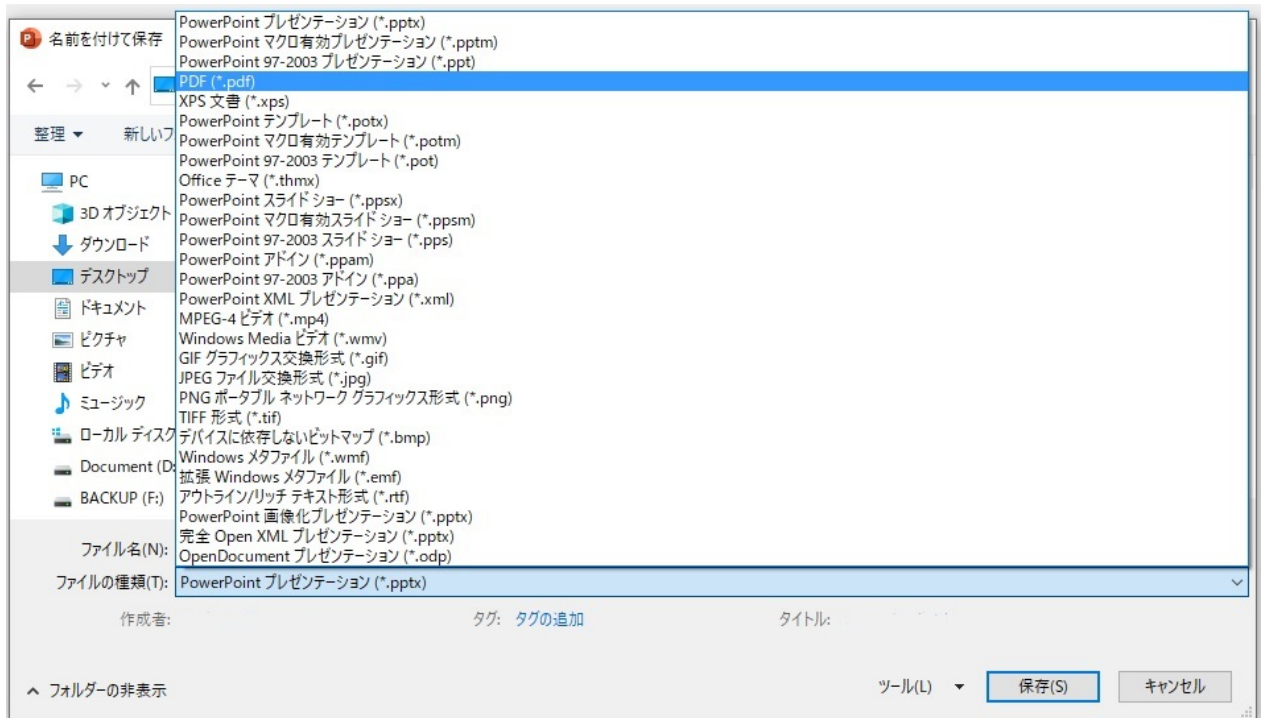 名前を付けて保存
PowerPoint プレゼンテーション (*.pptx)
PowerPoint マクロ有効プレゼンテーション (*.pptm)
PowerPoint 97-2003 プレゼンテーション (*.ppt)
PDF (*.pdf)
XPS 文書 (*.xps)
PowerPoint テンプレート (*.potx)
PowerPoint マクロ有効テンプレート (*.potm)
PowerPoint 97-2003 テンプレート (*.pot)
Office テーマ (*.thmx)
PowerPoint スライド ショー (*.ppsx)
PowerPoint マクロ有効スライド ショー (*.ppsm)
PowerPoint 97-2003 スライド ショー (*.pps)
PowerPoint アドイン (*.ppam)
PowerPoint 97-2003 アドイン (*.ppa)
PowerPoint XML プレゼンテーション (*.xml)
MPEG-4 ビデオ (*.mp4)
Windows Media ビデオ (*.wmv)
GIF グラフィックス交換形式 (*.gif)
JPEG ファイル交換形式 (*.jpg)
PNG ポータブル ネットワーク グラフィックス形式 (*.png)
TIFF 形式 (*.tif)
デバイスに依存しないビットマップ (*.bmp)
Windows メタファイル (*.wmf)
拡張 Windows メタファイル (*.emf)
アウトライン/リッチ テキスト形式 (*.rtf)
PowerPoint 画像化プレゼンテーション (*.pptx)
完全 Open XML プレゼンテーション (*.pptx)
OpenDocument プレゼンテーション (*.odp)
整理 新しいフ
PC
3D オブジェクト
ダウンロード
デスクトップ
ドキュメント
ピクチャ
ビデオ
ミュージック
ローカル ディスク
Document (D:
BACKUP (F:)
ファイル名(N):
ファイルの種類(T): PowerPoint プレゼンテーション (*.pptx)
作成者: タグ: タグの追加 タイトル:
フォルダーの非表示 ツール(L) 保存(S) キャンセル